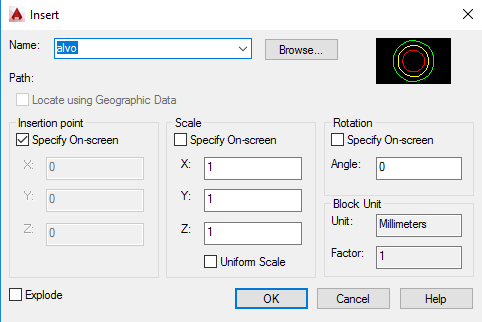 Insert
Name: alvo Browse...
Path:
Locate using Geographic Data
Insertion point Scale Rotation
Specify On-screen Specify On-screen Specify On-screen
X: 0 X: 1 Angle: 0
Y: 0 Y: 1 Block Unit
Z: 0 Z: 1 Unit: Millimeters
Uniform Scale Factor: 1
Explode OK Cancel Help